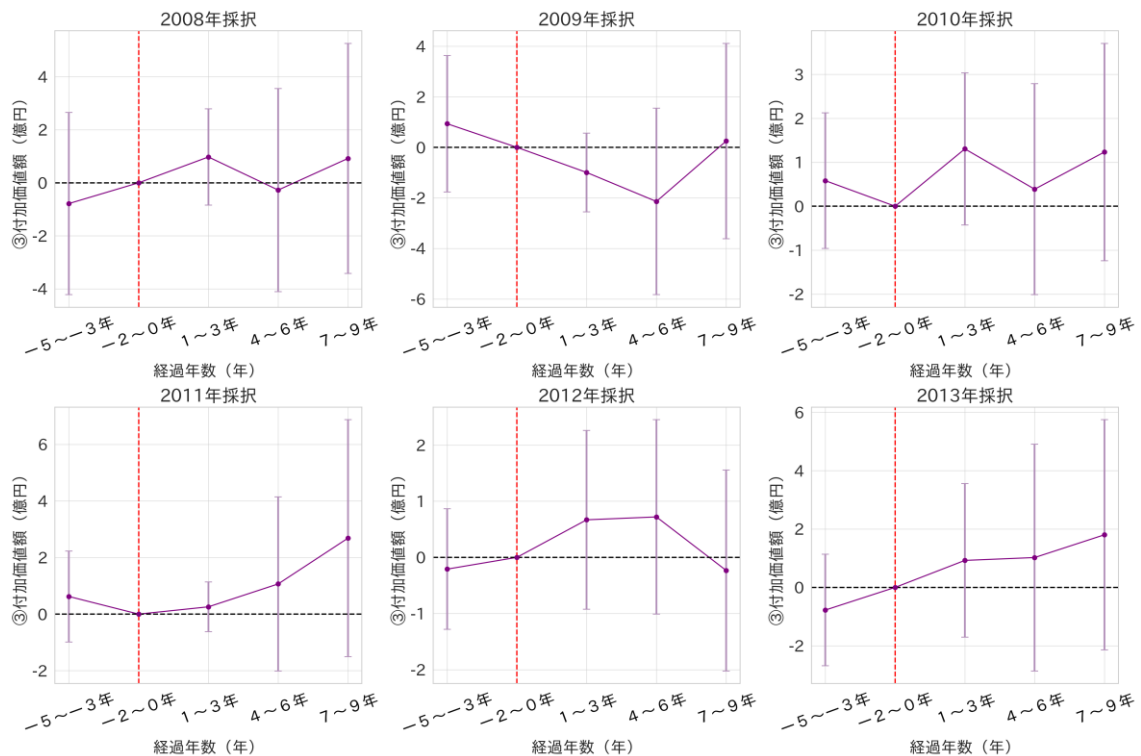 2008年採択
③付加価値額（億円）
4
2
0
-2
-4
－5～－3年
－2～0年
1～3年
4～6年
7～9年
経過年数（年）
2009年採択
③付加価値額（億円）
4
2
0
-2
-4
-6
－5～－3年
－2～0年
1～3年
4～6年
7～9年
経過年数（年）
2010年採択
③付加価値額（億円）
3
2
1
0
-1
-2
－5～－3年
－2～0年
1～3年
4～6年
7～9年
経過年数（年）
2011年採択
③付加価値額（億円）
6
4
2
0
-2
－5～－3年
－2～0年
1～3年
4～6年
7～9年
経過年数（年）
2012年採択
③付加価値額（億円）
2
1
0
-1
-2
－5～－3年
－2～0年
1～3年
4～6年
7～9年
経過年数（年）
2013年採択
③付加価値額（億円）
6
4
2
0
-2
－5～－3年
－2～0年
1～3年
4～6年
7～9年
経過年数（年）